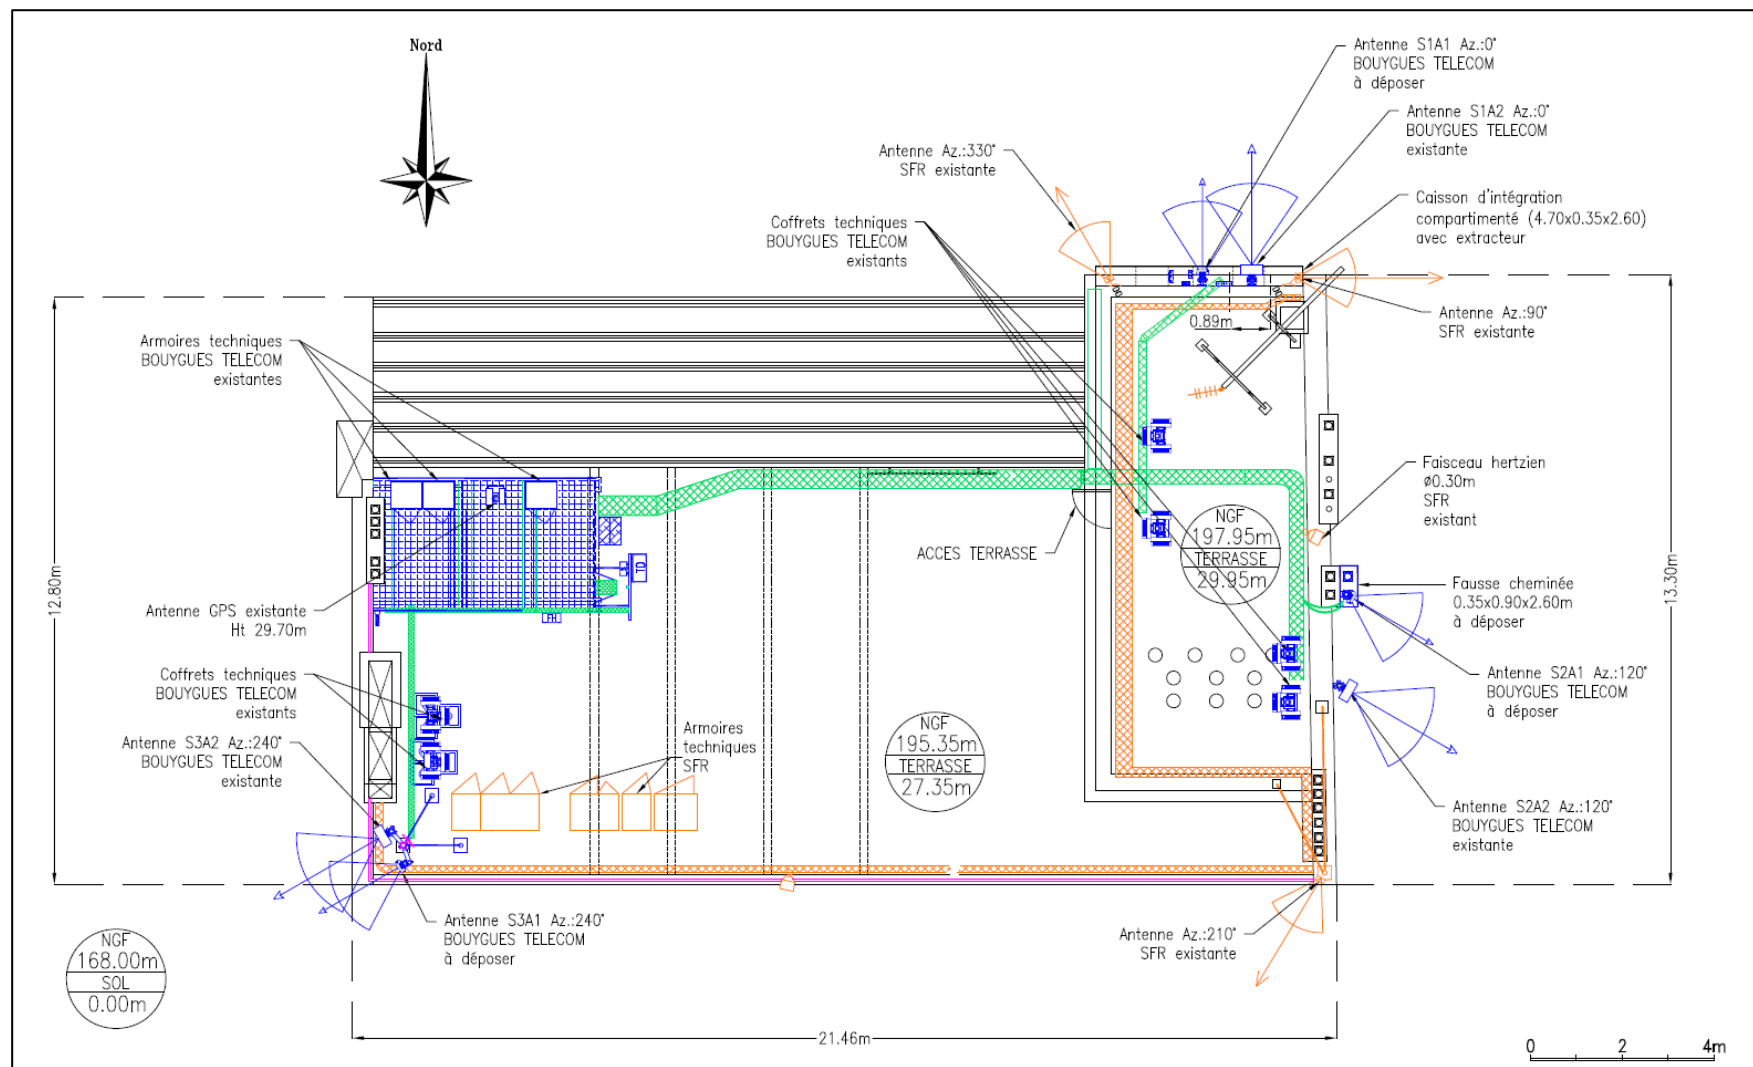 Nord
Antenne S1A1 Az.:0°
BOUYGUES TELECOM
à déposer
Antenne S1A2 Az.:0°
BOUYGUES TELECOM
existante
Antenne Az.:330°
SFR existante
Caisson d'intégration
compartimenté (4.70x0.35x2.60)
avec extracteur
Coffrets techniques
BOUYGUES TELECOM
existants
Antenne Az.:90°
SFR existante
0.89m
Armoires techniques
BOUYGUES TELECOM
existantes
Faisceau hertzien
ø0.30m
SFR
existant
NGF
197.95m
TERRASSE
29.95m
ACCES TERRASSE
12.80m
13.30m
TD
Fausse cheminée
0.35x0.90x2.60m
à déposer
Antenne GPS existante
Ht 29.70m
FH
Coffrets techniques
BOUYGUES TELECOM
existants
Antenne S2A1 Az.:120°
BOUYGUES TELECOM
à déposer
Armoires
techniques
SFR
NGF
195.35m
TERRASSE
27.35m
Antenne S3A2 Az.:240°
BOUYGUES TELECOM
existante
Antenne S2A2 Az.:120°
BOUYGUES TELECOM
existante
Antenne S3A1 Az.:240°
BOUYGUES TELECOM
à déposer
Antenne Az.:210°
SFR existante
NGF
168.00m
SOL
0.00m
21.46m
0 2 4m